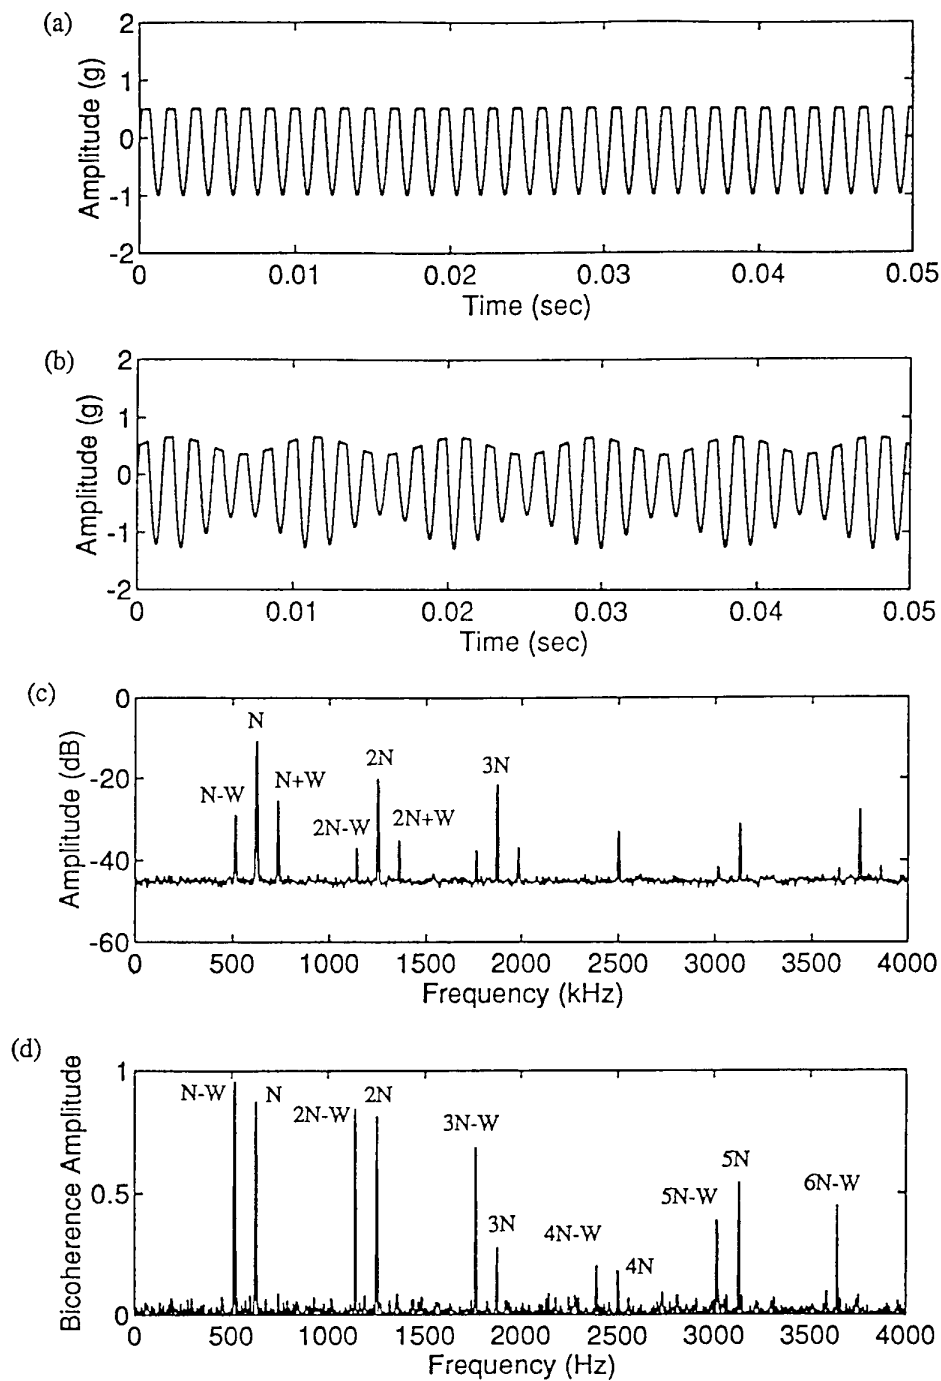 (a)
2
1
0
-1
-2
Amplitude (g)
0 0.01 0.02 0.03 0.04 0.05
Time (sec)
(b)
2
1
0
-1
-2
Amplitude (g)
0 0.01 0.02 0.03 0.04 0.05
Time (sec)
(c)
0
-20
-40
-60
Amplitude (dB)
N
N-W
N+W
2N-W
2N
2N+W
3N
0 500 1000 1500 2000 2500 3000 3500 4000
Frequency (kHz)
(d)
1
0.5
0
Bicoherence Amplitude
N-W
N
2N-W
2N
3N-W
3N
4N-W
4N
5N-W
5N
6N-W
0 500 1000 1500 2000 2500 3000 3500 4000
Frequency (Hz)